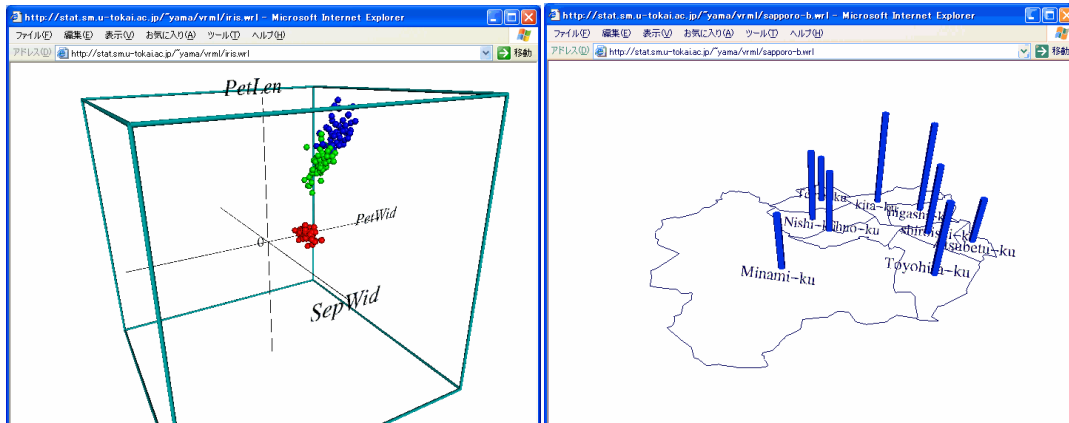 http://stat.sm.u-tokai.ac.jp/~yama/vrml/iris.wrl - Microsoft Internet Explorer
ファイル(F) 編集(E) 表示(V) お気に入り(A) ツール(T) ヘルプ(H)
アドレス(D) http://stat.sm.u-tokai.ac.jp/~yama/vrml/iris.wrl 移動
PetLen
PetWid
0
SepWid
http://stat.sm.u-tokai.ac.jp/~yama/vrml/sapporo-b.wrl - Microsoft Internet Explorer
ファイル(F) 編集(E) 表示(V) お気に入り(A) ツール(T) ヘルプ(H)
アドレス(D) http://stat.sm.u-tokai.ac.jp/~yama/vrml/sapporo-b.wrl 移動
kita-ku
higashi-ku
Nishi-ku
Minami-ku
Toyohira-ku